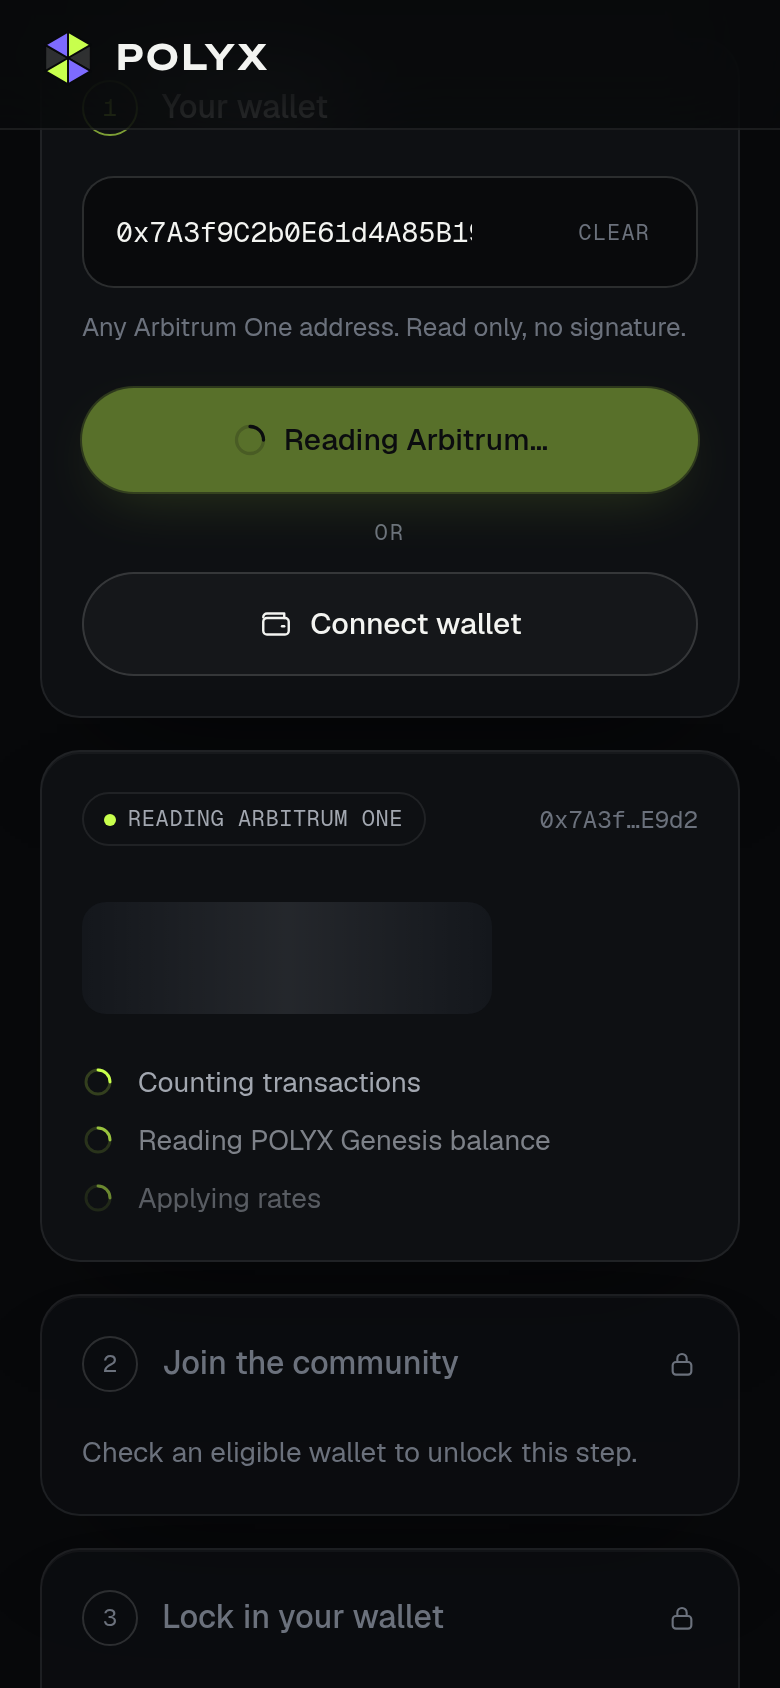 POLYX
1 Your wallet
0x7A3f9C2b0E61d4A85B19 CLEAR
Any Arbitrum One address. Read only, no signature.
Reading Arbitrum…
OR
Connect wallet
READING ARBITRUM ONE 0x7A3f…E9d2
Counting transactions
Reading POLYX Genesis balance
Applying rates
2 Join the community
Check an eligible wallet to unlock this step.
3 Lock in your wallet